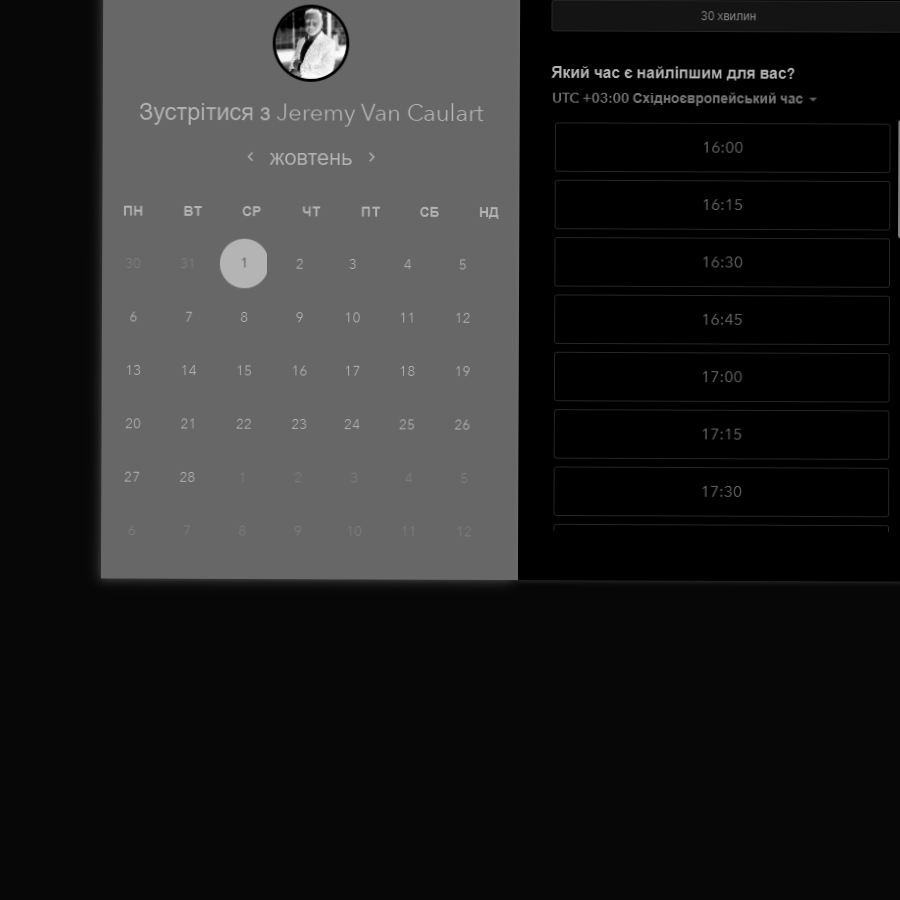 Зустрітися з Jeremy Van Caulart
жовтень
ПН ВТ СР ЧТ ПТ СБ НД
30 31 1 2 3 4 5
6 7 8 9 10 11 12
13 14 15 16 17 18 19
20 21 22 23 24 25 26
27 28 1 2 3 4 5
6 7 8 9 10 11 12
30 хвилин
Який час є найліпшим для вас?
UTC +03:00 Східноєвропейський час
16:00
16:15
16:30
16:45
17:00
17:15
17:30